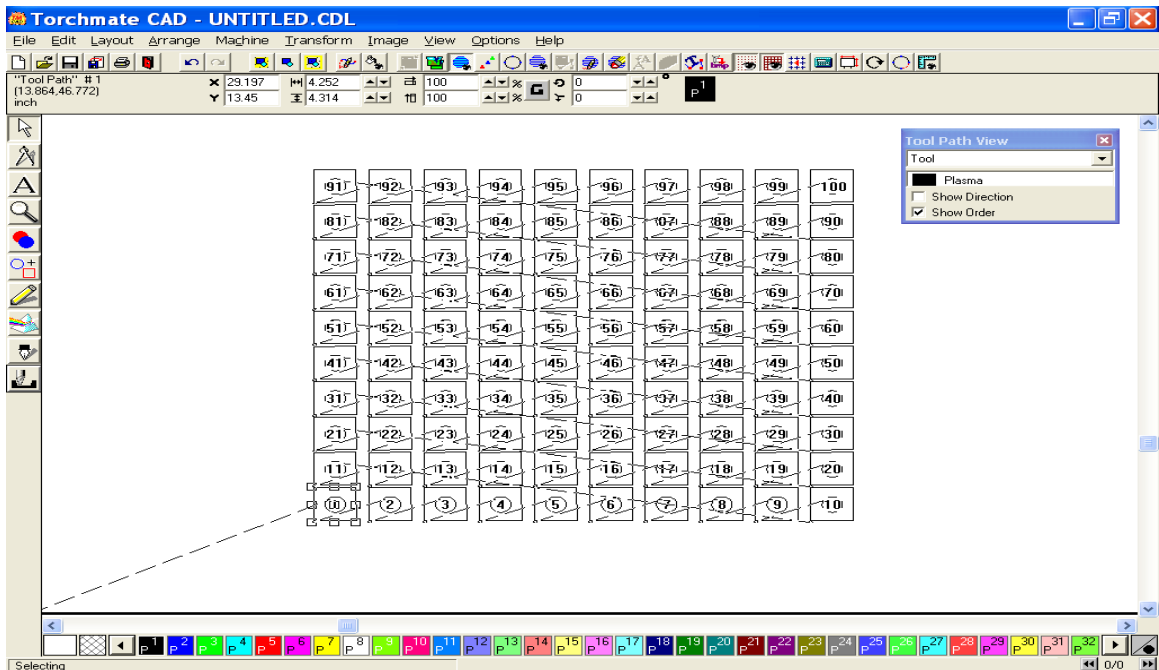 Torchmate CAD - UNTITLED.CDL
File Edit Layout Arrange Machine Transform Image View Options Help
"Tool Path" # 1
(13.864,46.772)
inch
X 29.197 4.252 100 % G 0 °
Y 13.45 4.314 100 % 0
P1
Tool Path View
Tool
Plasma
Show Direction
Show Order
91 92 93 94 95 96 97 98 99 100
81 82 83 84 85 86 87 88 89 90
71 72 73 74 75 76 77 78 79 80
61 62 63 64 65 66 67 68 69 70
51 52 53 54 55 56 57 58 59 60
41 42 43 44 45 46 47 48 49 50
31 32 33 34 35 36 37 38 39 40
21 22 23 24 25 26 27 28 29 30
11 12 13 14 15 16 17 18 19 20
2 3 4 5 6 7 8 9 10
P1 P2 P3 P4 P5 P6 P7 P8 P9 P10 P11 P12 P13 P14 P15 P16 P17 P18 P19 P20 P21 P22 P23 P24 P25 P26 P27 P28 P29 P30 P31 P32
Selecting 0/0